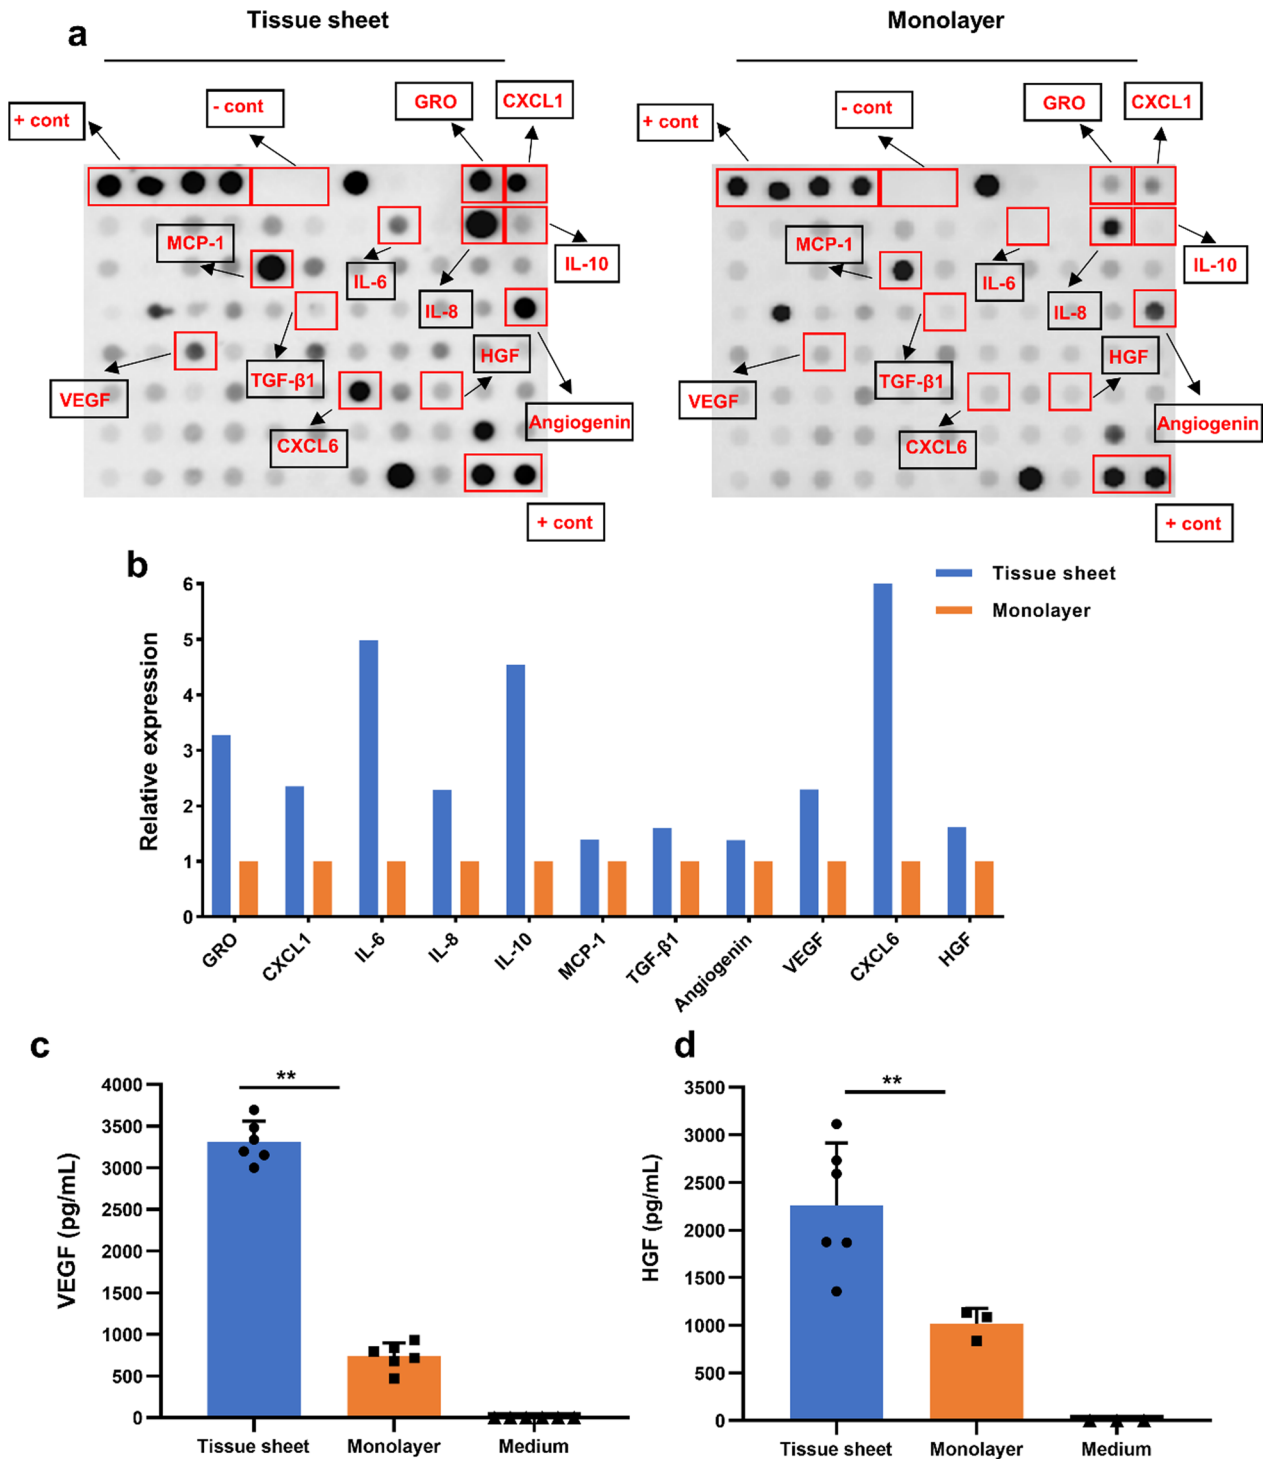 a
Tissue sheet
Monolayer
+ cont
- cont
GRO
CXCL1
+ cont
- cont
GRO
CXCL1
MCP-1
IL-6
IL-8
IL-10
MCP-1
IL-6
IL-8
IL-10
VEGF
TGF-β1
HGF
VEGF
TGF-β1
HGF
CXCL6
Angiogenin
CXCL6
Angiogenin
+ cont
+ cont
b
Relative expression
6
5
4
3
2
1
0
Tissue sheet
Monolayer
GRO
CXCL1
IL-6
IL-8
IL-10
MCP-1
TGF-β1
Angiogenin
VEGF
CXCL6
HGF
c
VEGF (pg/mL)
4000
3500
3000
2500
2000
1500
1000
500
0
**
Tissue sheet
Monolayer
Medium
d
HGF (pg/mL)
3500
3000
2500
2000
1500
1000
500
0
**
Tissue sheet
Monolayer
Medium